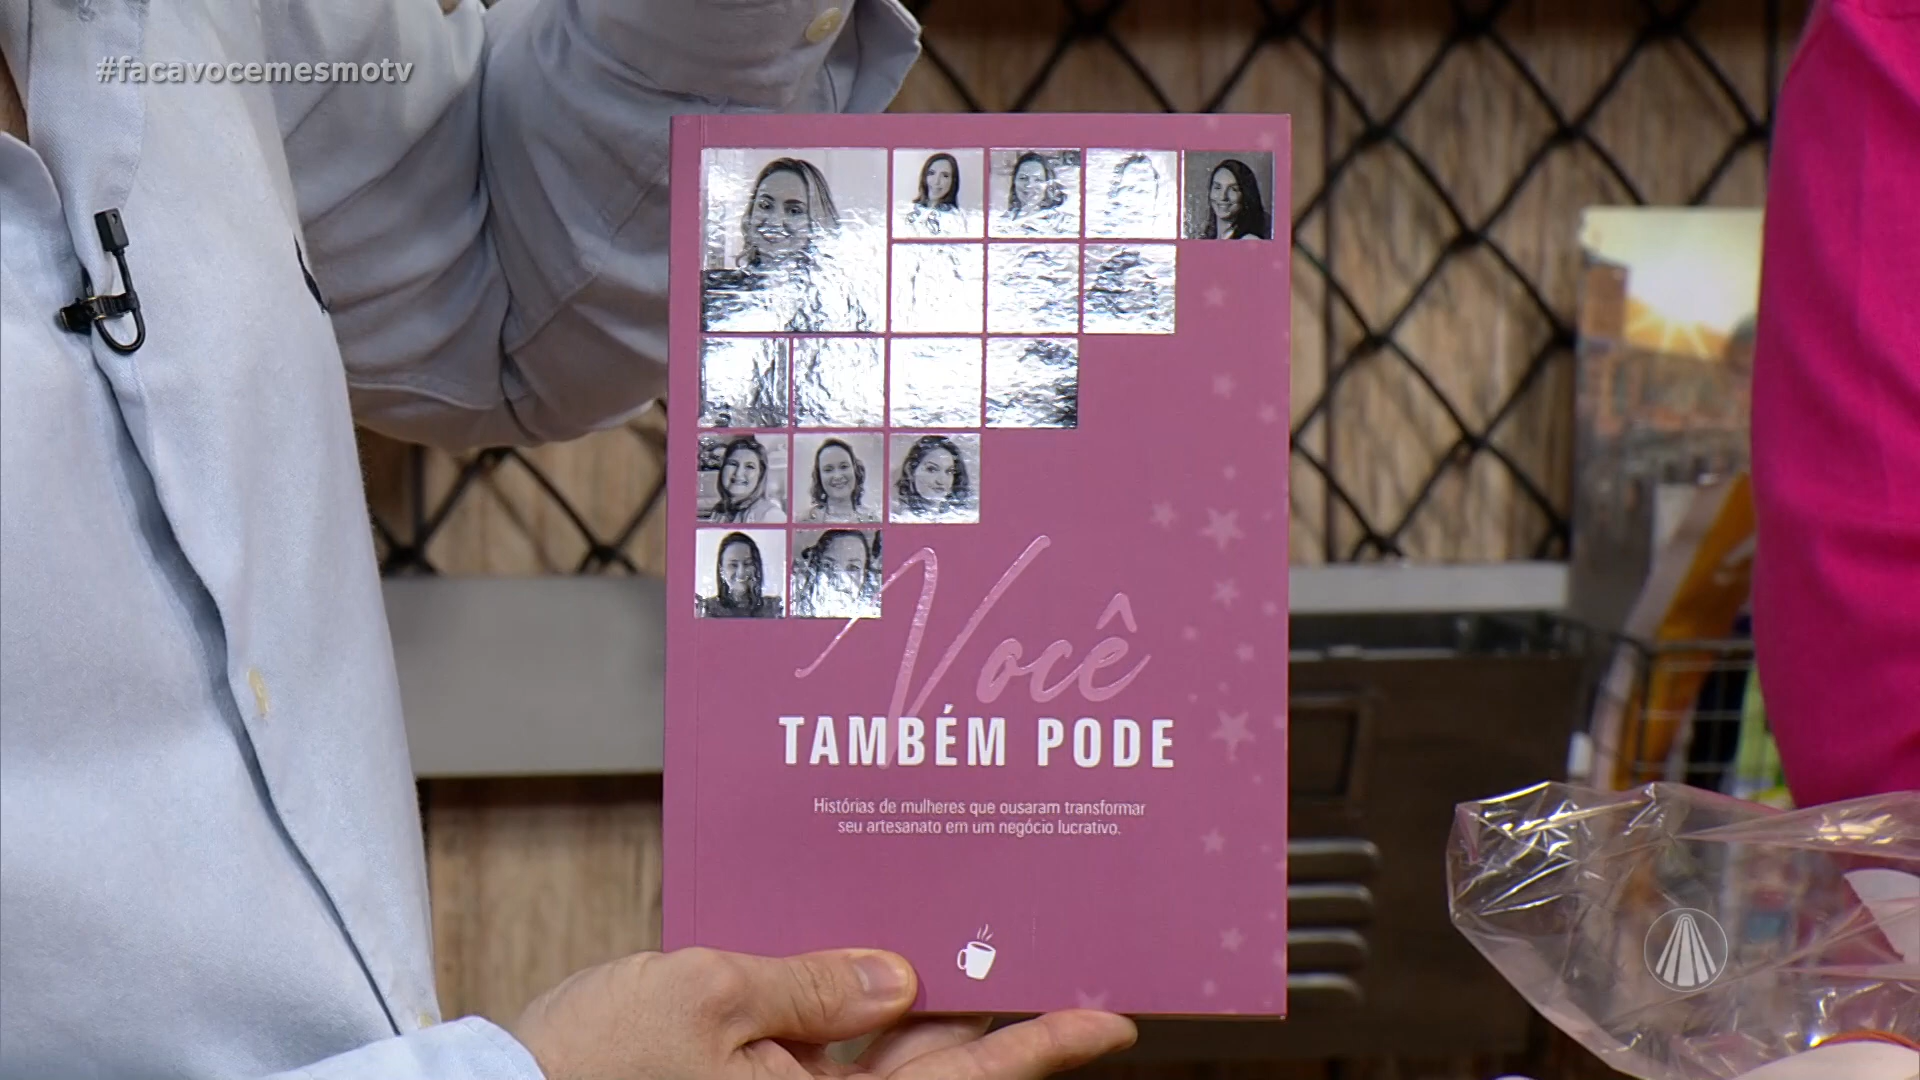 #facavocemesmotv
Você
TAMBÉM PODE
Histórias de mulheres que ousaram transformar
seu artesanato em um negócio lucrativo.